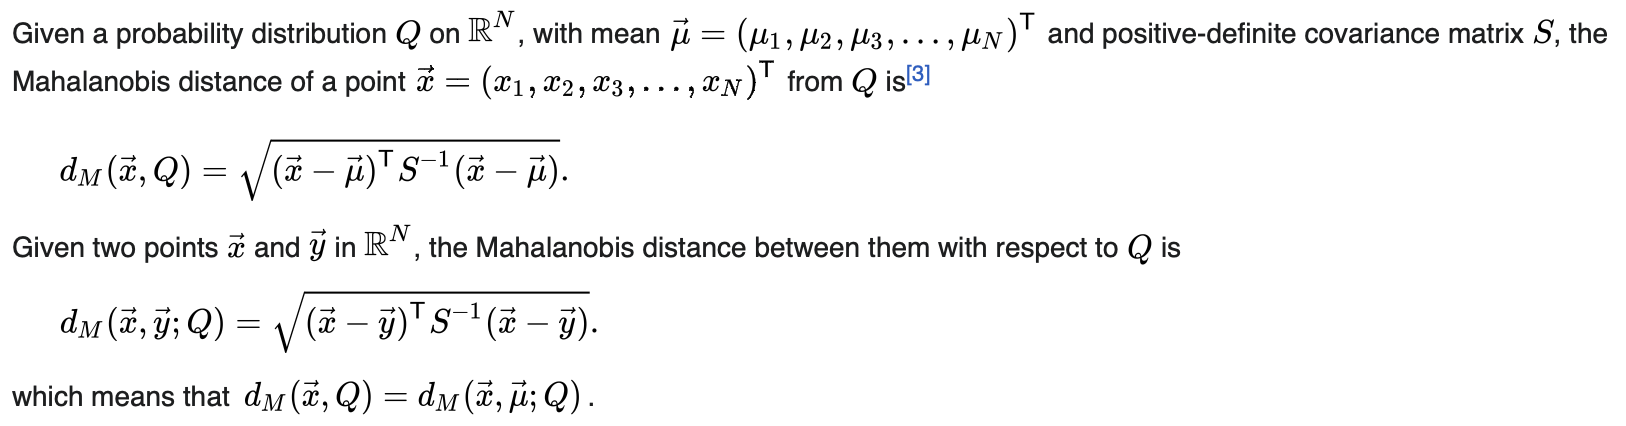 Given a probability distribution Q on ℝᴺ, with mean μ⃗ = (μ₁, μ₂, μ₃, . . . , μ_N)ᵀ and positive-definite covariance matrix S, the
Mahalanobis distance of a point x⃗ = (x₁, x₂, x₃, . . . , x_N)ᵀ from Q is[3]
d_M(x⃗, Q) = √((x⃗ − μ⃗)ᵀ S⁻¹(x⃗ − μ⃗)).
Given two points x⃗ and y⃗ in ℝᴺ, the Mahalanobis distance between them with respect to Q is
d_M(x⃗, y⃗; Q) = √((x⃗ − y⃗)ᵀ S⁻¹(x⃗ − y⃗)).
which means that d_M(x⃗, Q) = d_M(x⃗, μ⃗; Q).